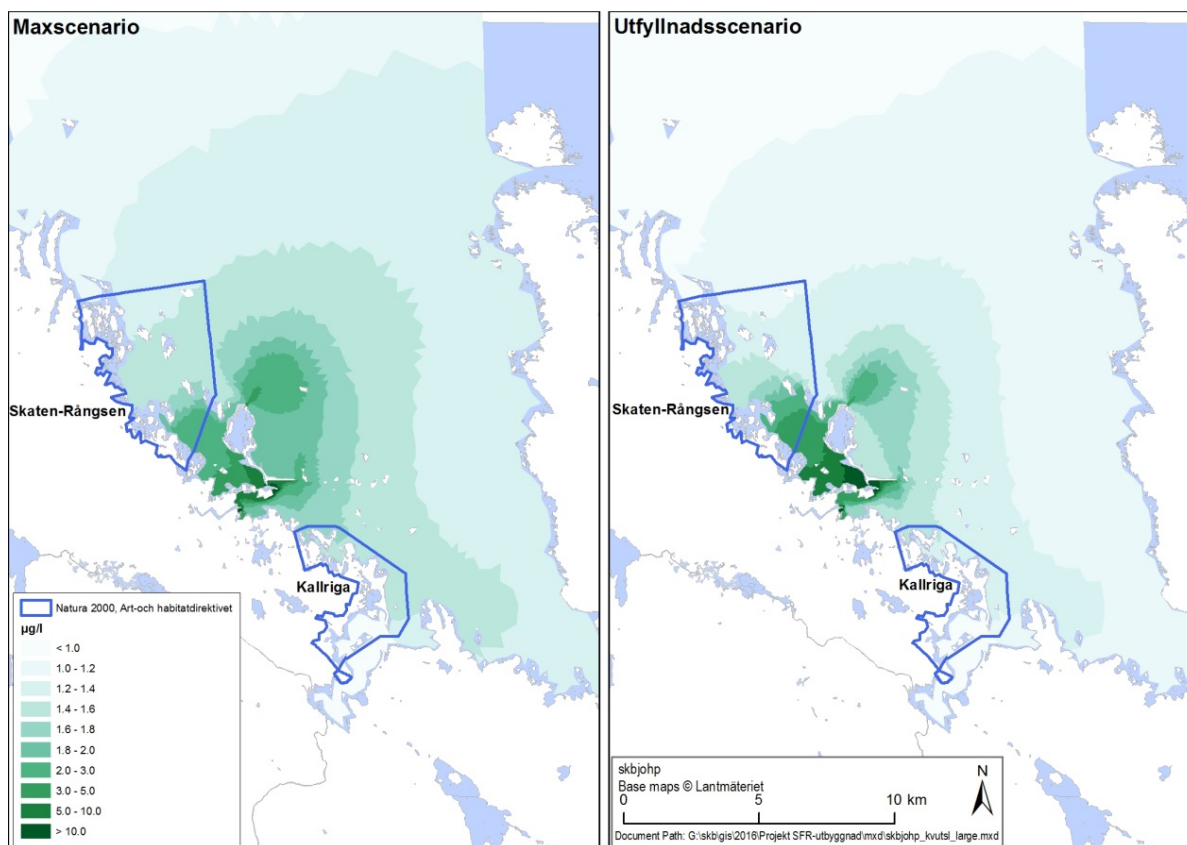 Maxscenario
Skaten-Rångsen
Kallriga
Natura 2000, Art-och habitatdirektivet
µg/l
< 1.0
1.0 - 1.2
1.2 - 1.4
1.4 - 1.6
1.6 - 1.8
1.8 - 2.0
2.0 - 3.0
3.0 - 5.0
5.0 - 10.0
> 10.0
Utfyllnadsscenario
Skaten-Rångsen
Kallriga
skbjohp
Base maps © Lantmäteriet
0 5 10 km
N
Document Path: G:\skb\gis\2016\Projekt SFR-utbyggnad\mxd\skbjohp_kvutsl_large.mxd